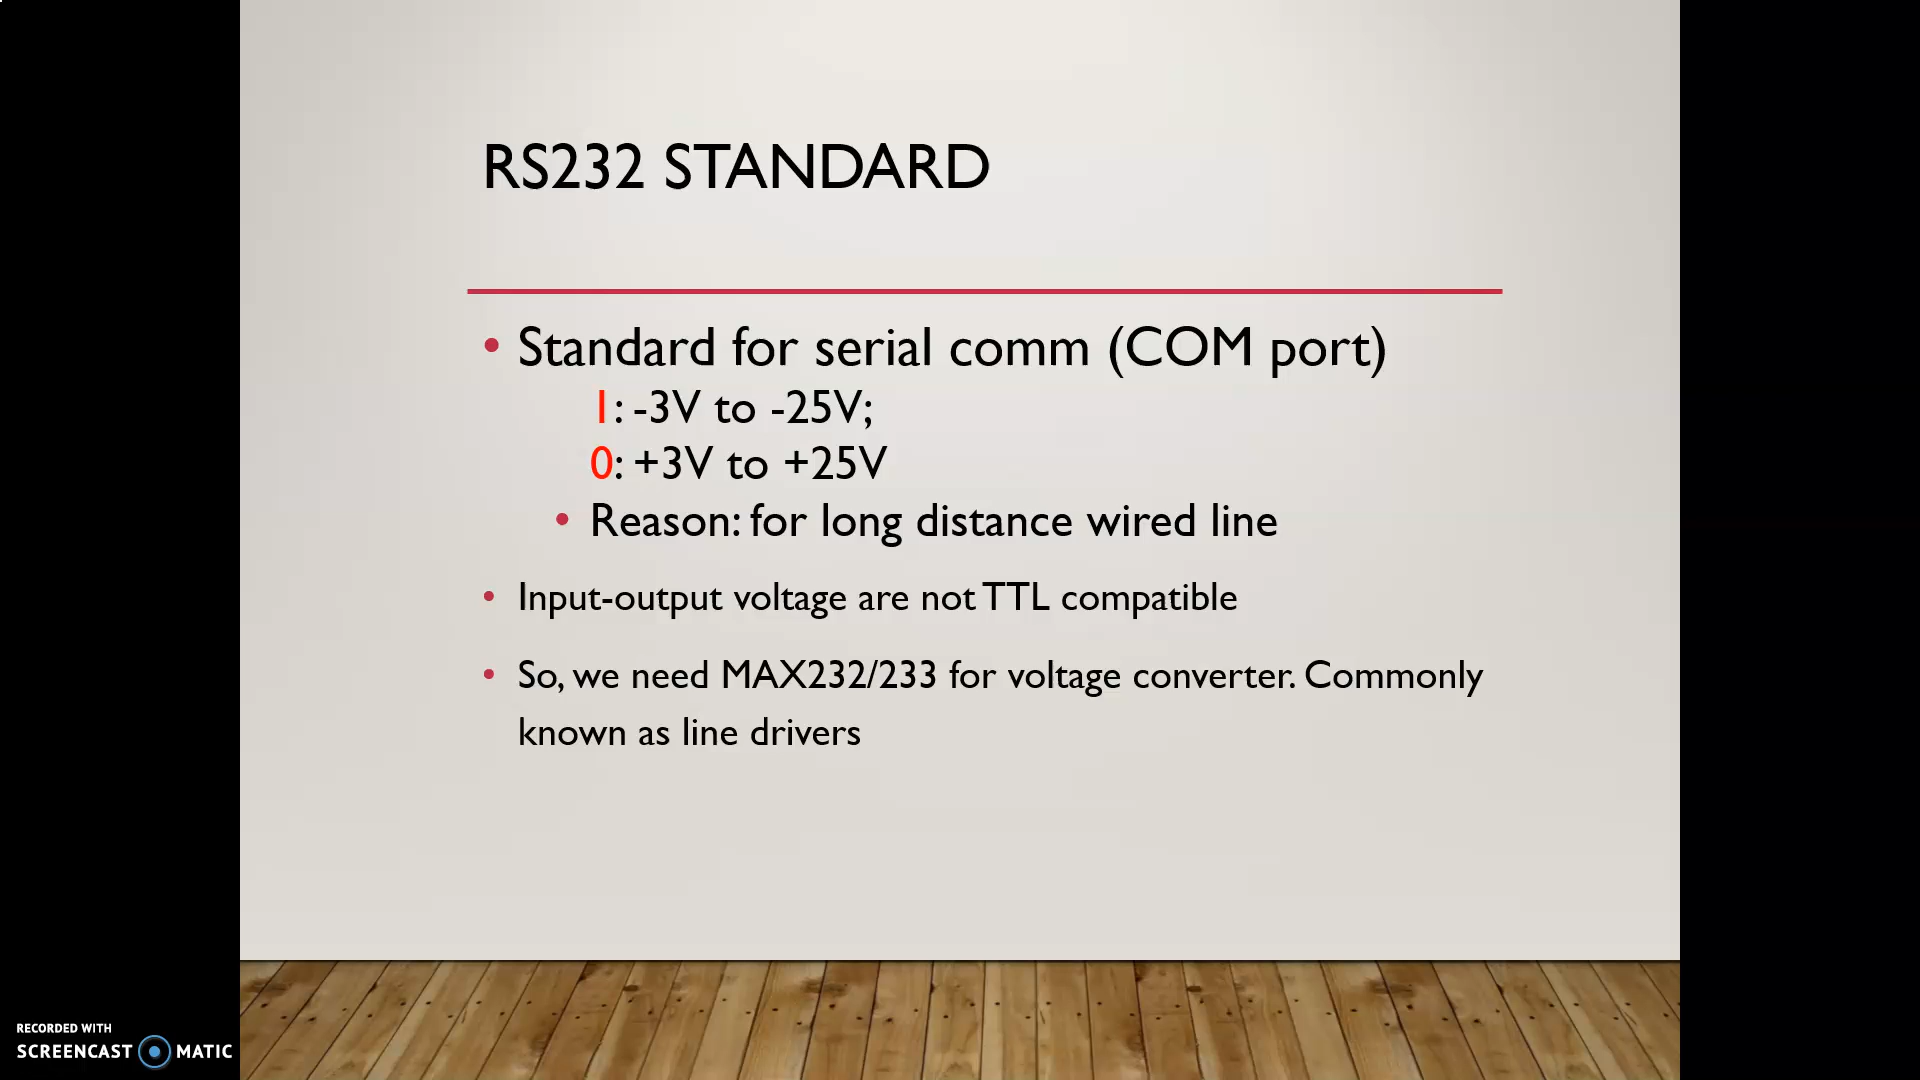 RS232 STANDARD
• Standard for serial comm (COM port)
1: -3V to -25V;
0: +3V to +25V
• Reason: for long distance wired line
• Input-output voltage are not TTL compatible
• So, we need MAX232/233 for voltage converter. Commonly
known as line drivers
RECORDED WITH
SCREENCAST MATIC